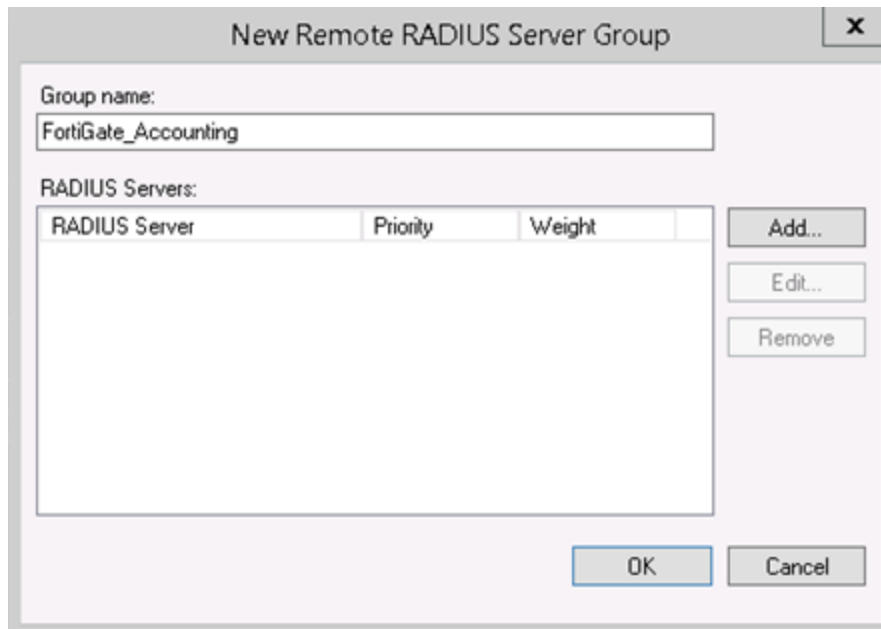 New Remote RADIUS Server Group
x
Group name:
FortiGate_Accounting
RADIUS Servers:
RADIUS Server Priority Weight
Add...
Edit...
Remove
OK Cancel